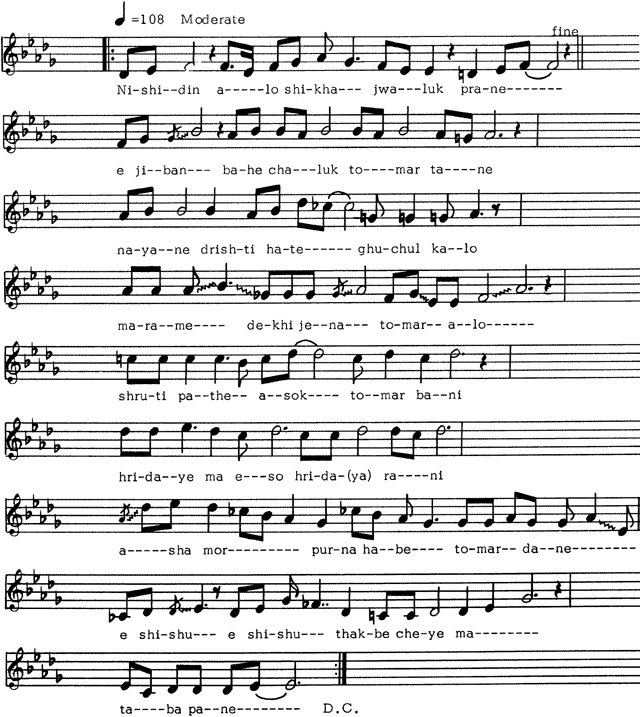 =108 Moderate
fine
Ni-shi--din a-----lo shi-kha---jwa--luk pra-ne-------
e ji--ban--- ba-he cha--luk to----mar ta----ne
na-ya--ne drish-ti ha-te------ ghu-chul ka--lo
ma-ra-me---- de-khi je--na--- to-mar-- a-lo------
shru-ti pa--the-- a-sok---- to--mar ba--ni
hri-da--ye ma e---so hri-da-(ya) ra----ni
a-----sha mor--------- pur-na ha--be---- to-mar-- da-ne-------
e shi-shu--- e shi-shu--- thak-be che-ye ma--------
ta----ba pa-ne-------- D.C.